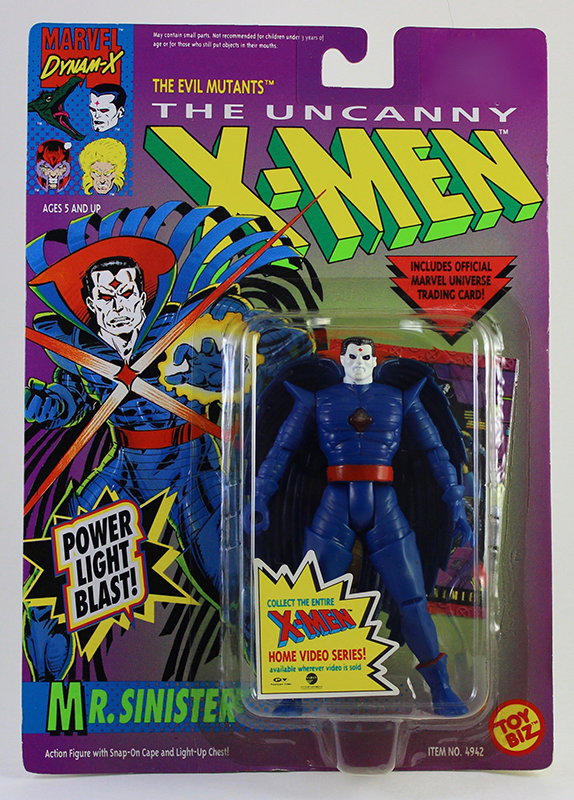 MARVEL
DYNAM-X
May contain small parts. Not recommended for children under 3 years of
age or for those who still put objects in their mouths.
THE EVIL MUTANTS™
THE UNCANNY
X-MEN™
AGES 5 AND UP
INCLUDES OFFICIAL
MARVEL UNIVERSE
TRADING CARD!
POWER
LIGHT
BLAST!
COLLECT THE ENTIRE
X-MEN
HOME VIDEO SERIES!
available wherever video is sold
MR. SINISTER
TOY
BIZ™
Action Figure with Snap-On Cape and Light-Up Chest!
ITEM NO. 4942